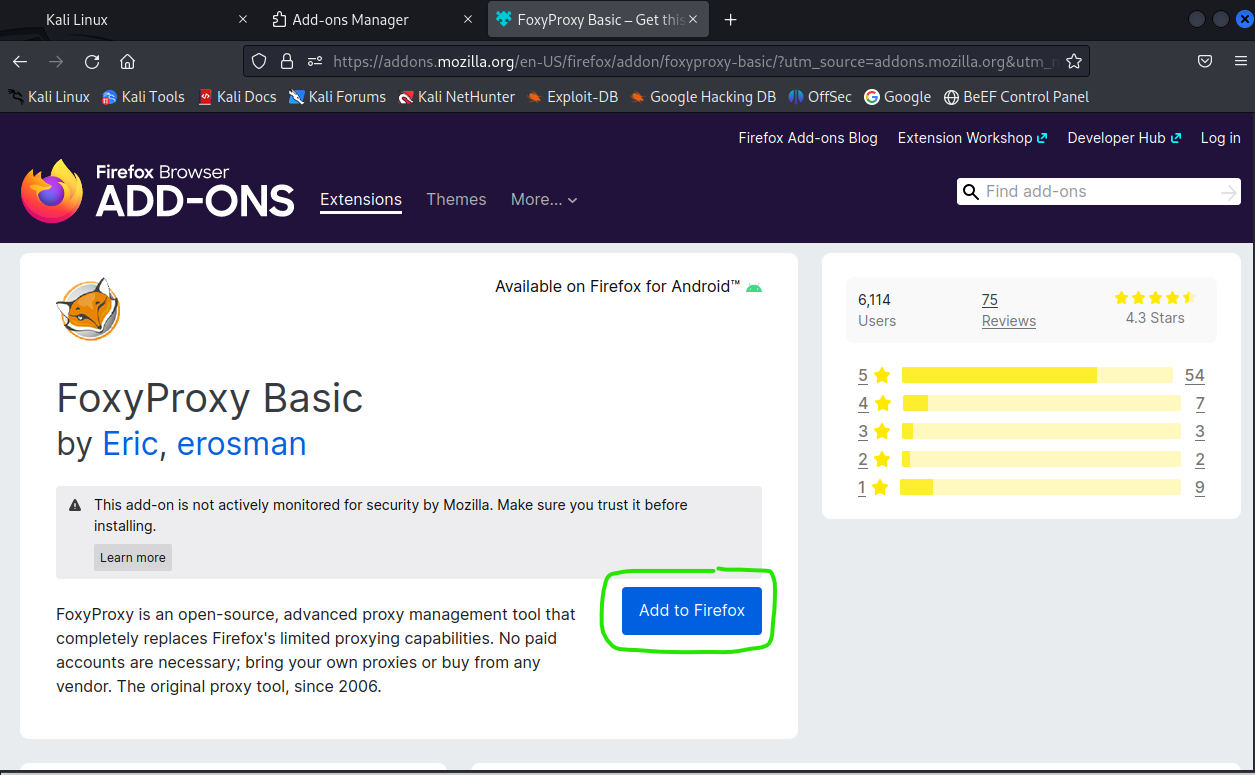 Kali Linux
Add-ons Manager
FoxyProxy Basic – Get this
https://addons.mozilla.org/en-US/firefox/addon/foxyproxy-basic/?utm_source=addons.mozilla.org&utm_
Kali Linux Kali Tools Kali Docs Kali Forums Kali NetHunter Exploit-DB Google Hacking DB OffSec Google BeEF Control Panel
Firefox Add-ons Blog Extension Workshop Developer Hub Log in
Firefox Browser
ADD-ONS
Extensions Themes More...
Find add-ons
Available on Firefox for Android™
FoxyProxy Basic
by Eric, erosman
This add-on is not actively monitored for security by Mozilla. Make sure you trust it before
installing.
Learn more
FoxyProxy is an open-source, advanced proxy management tool that
completely replaces Firefox's limited proxying capabilities. No paid
accounts are necessary; bring your own proxies or buy from any
vendor. The original proxy tool, since 2006.
Add to Firefox
6,114
Users
75
Reviews
4.3 Stars
5 54
4 7
3 3
2 2
1 9